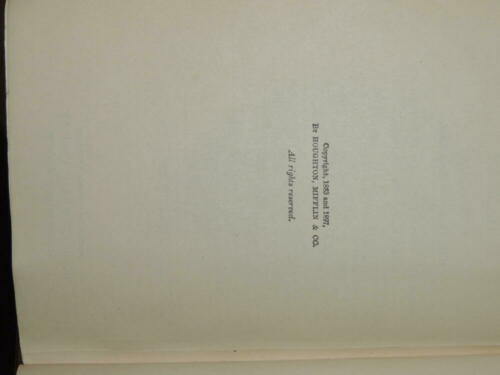 Copyright, 1883 and 1897,
BY HOUGHTON, MIFFLIN & CO.
All rights reserved.